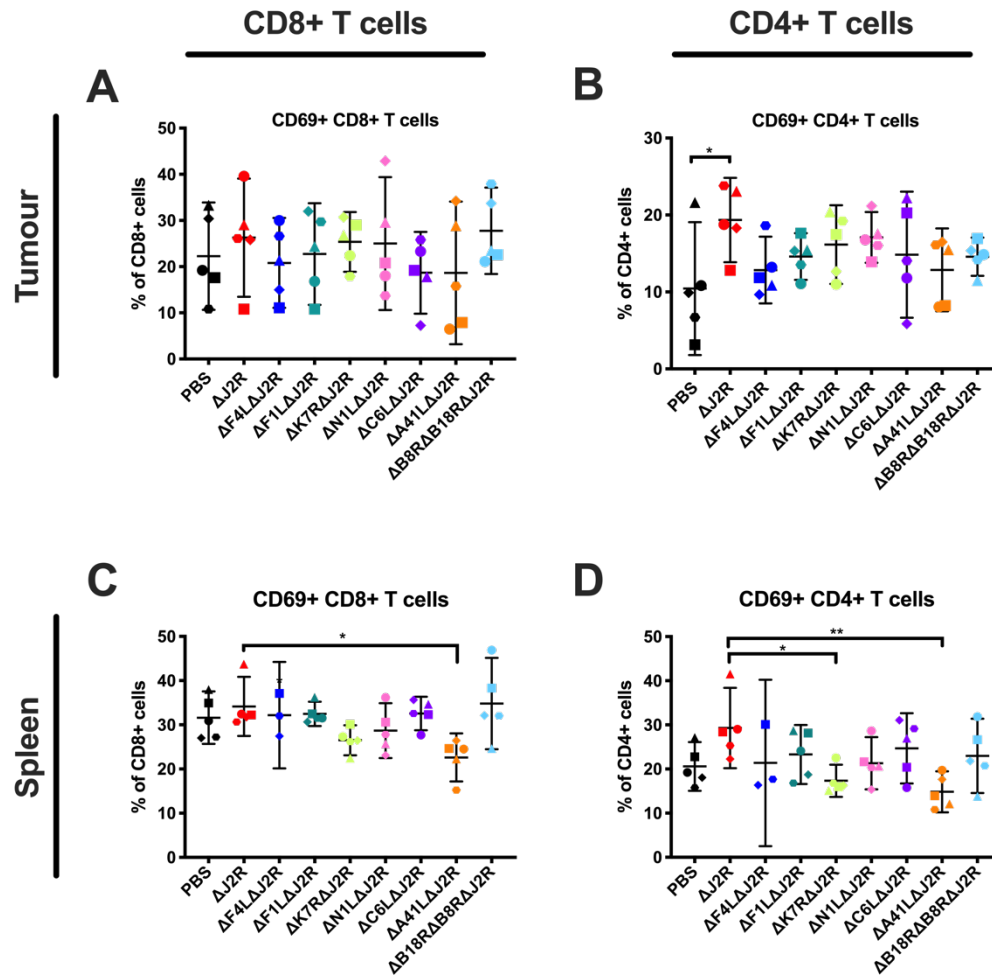 CD8+ T cells
CD4+ T cells
Tumour
Spleen
A
CD69+ CD8+ T cells
% of CD8+ cells
50
40
30
20
10
0
PBS
ΔJ2R
ΔF4LΔJ2R
ΔF1LΔJ2R
ΔK7RΔJ2R
ΔN1LΔJ2R
ΔC6LΔJ2R
ΔA41LΔJ2R
ΔB8RΔB18RΔJ2R
B
CD69+ CD4+ T cells
% of CD4+ cells
30
20
10
0
*
PBS
ΔJ2R
ΔF4LΔJ2R
ΔF1LΔJ2R
ΔK7RΔJ2R
ΔN1LΔJ2R
ΔC6LΔJ2R
ΔA41LΔJ2R
ΔB8RΔB18RΔJ2R
C
CD69+ CD8+ T cells
% of CD8+ cells
50
40
30
20
10
0
*
*
PBS
ΔJ2R
ΔF4LΔJ2R
ΔF1LΔJ2R
ΔK7RΔJ2R
ΔN1LΔJ2R
ΔC6LΔJ2R
ΔA41LΔJ2R
ΔB18RΔB8RΔJ2R
D
CD69+ CD4+ T cells
% of CD4+ cells
50
40
30
20
10
0
**
*
PBS
ΔJ2R
ΔF4LΔJ2R
ΔF1LΔJ2R
ΔK7RΔJ2R
ΔN1LΔJ2R
ΔC6LΔJ2R
ΔA41LΔJ2R
ΔB18RΔB8RΔJ2R